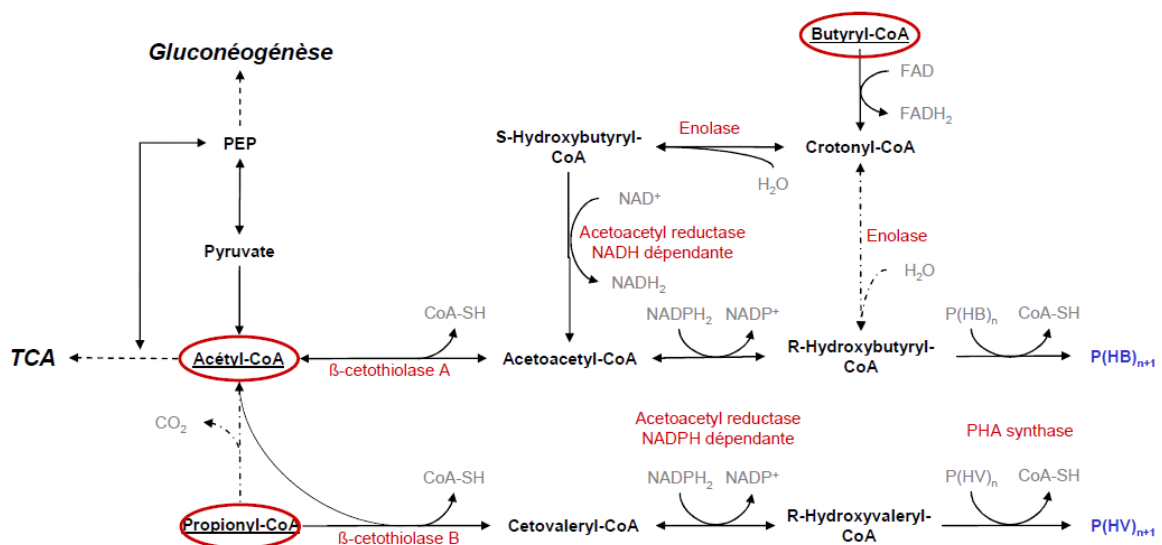 Butyryl-CoA
Gluconéogénèse
FAD
FADH2
PEP
S-Hydroxybutyryl-
CoA
Enolase
Crotonyl-CoA
H2O
NAD+
Pyruvate
Acetoacetyl reductase
NADH dépendante
Enolase
NADH2
H2O
CoA-SH
NADPH2
NADP+
P(HB)n
CoA-SH
TCA
Acétyl-CoA
ß-cetothiolase A
Acetoacetyl-CoA
R-Hydroxybutyryl-
CoA
P(HB)n+1
CO2
Acetoacetyl reductase
NADPH dépendante
PHA synthase
CoA-SH
NADPH2
NADP+
P(HV)n
CoA-SH
Propionyl-CoA
ß-cetothiolase B
Cetovaleryl-CoA
R-Hydroxyvaleryl-
CoA
P(HV)n+1